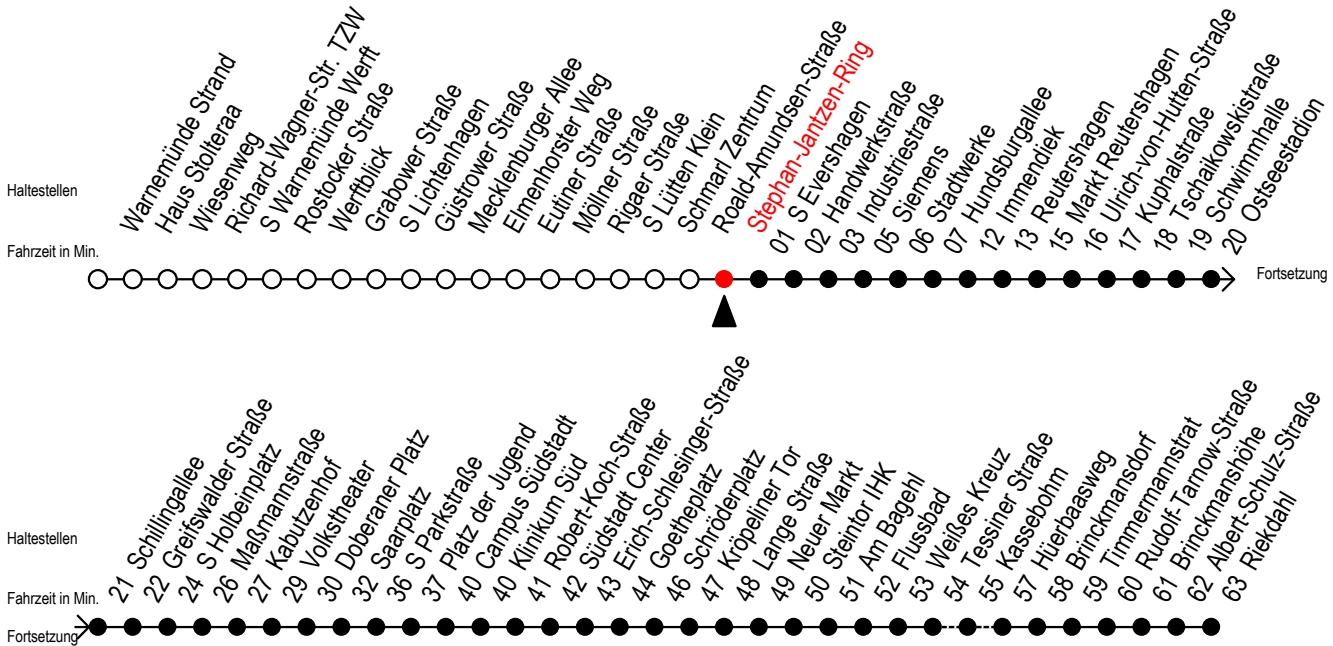 Haltestellen
Warnemünde Strand
Haus Stolteraa
Wiesenweg
Richard-Wagner-Str. TZW
S Warnemünde Werft
Rostocker Straße
Werftblick
Grabower Straße
S Lichtenhagen
Güstrower Straße
Mecklenburger Allee
Elmenhorster Weg
Eutiner Straße
Möllner Straße
Rigaer Straße
S Lütten Klein
Schmarl Zentrum
Roald-Amundsen-Straße
Stephan-Jantzen-Ring
01 S Evershagen
02 Handwerkstraße
03 Industriestraße
05 Siemens
06 Stadtwerke
07 Hundsburgallee
12 Immendiek
13 Reutershagen
15 Markt Reutershagen
16 Ulrich-von-Hutten-Straße
17 Kuphalstraße
18 Tschaikowskistraße
19 Schwimmhalle
20 Ostseestadion
Fahrzeit in Min.
Fortsetzung
Haltestellen
21 Schillingallee
22 Greifswalder Straße
24 S Holbeinplatz
26 Maßmannstraße
27 Kabutzenhof
29 Volkstheater
30 Doberaner Platz
32 Saarplatz
36 S Parkstraße
37 Platz der Jugend
40 Campus Südstadt
40 Klinikum Süd
41 Robert-Koch-Straße
42 Südstadt Center
43 Erich-Schlesinger-Straße
44 Goetheplatz
46 Schröderplatz
47 Kröpeliner Tor
48 Lange Straße
49 Neuer Markt
50 Steintor IHK
51 Am Bagehl
52 Flussbad
53 Weißes Kreuz
54 Tessiner Straße
55 Kassebohm
57 Hüerbaasweg
58 Brinckmansdorf
59 Timmermannstrat
60 Rudolf-Tarnow-Straße
61 Brinckmanshöhe
62 Albert-Schulz-Straße
63 Riekdahl
Fahrzeit in Min.
Fortsetzung